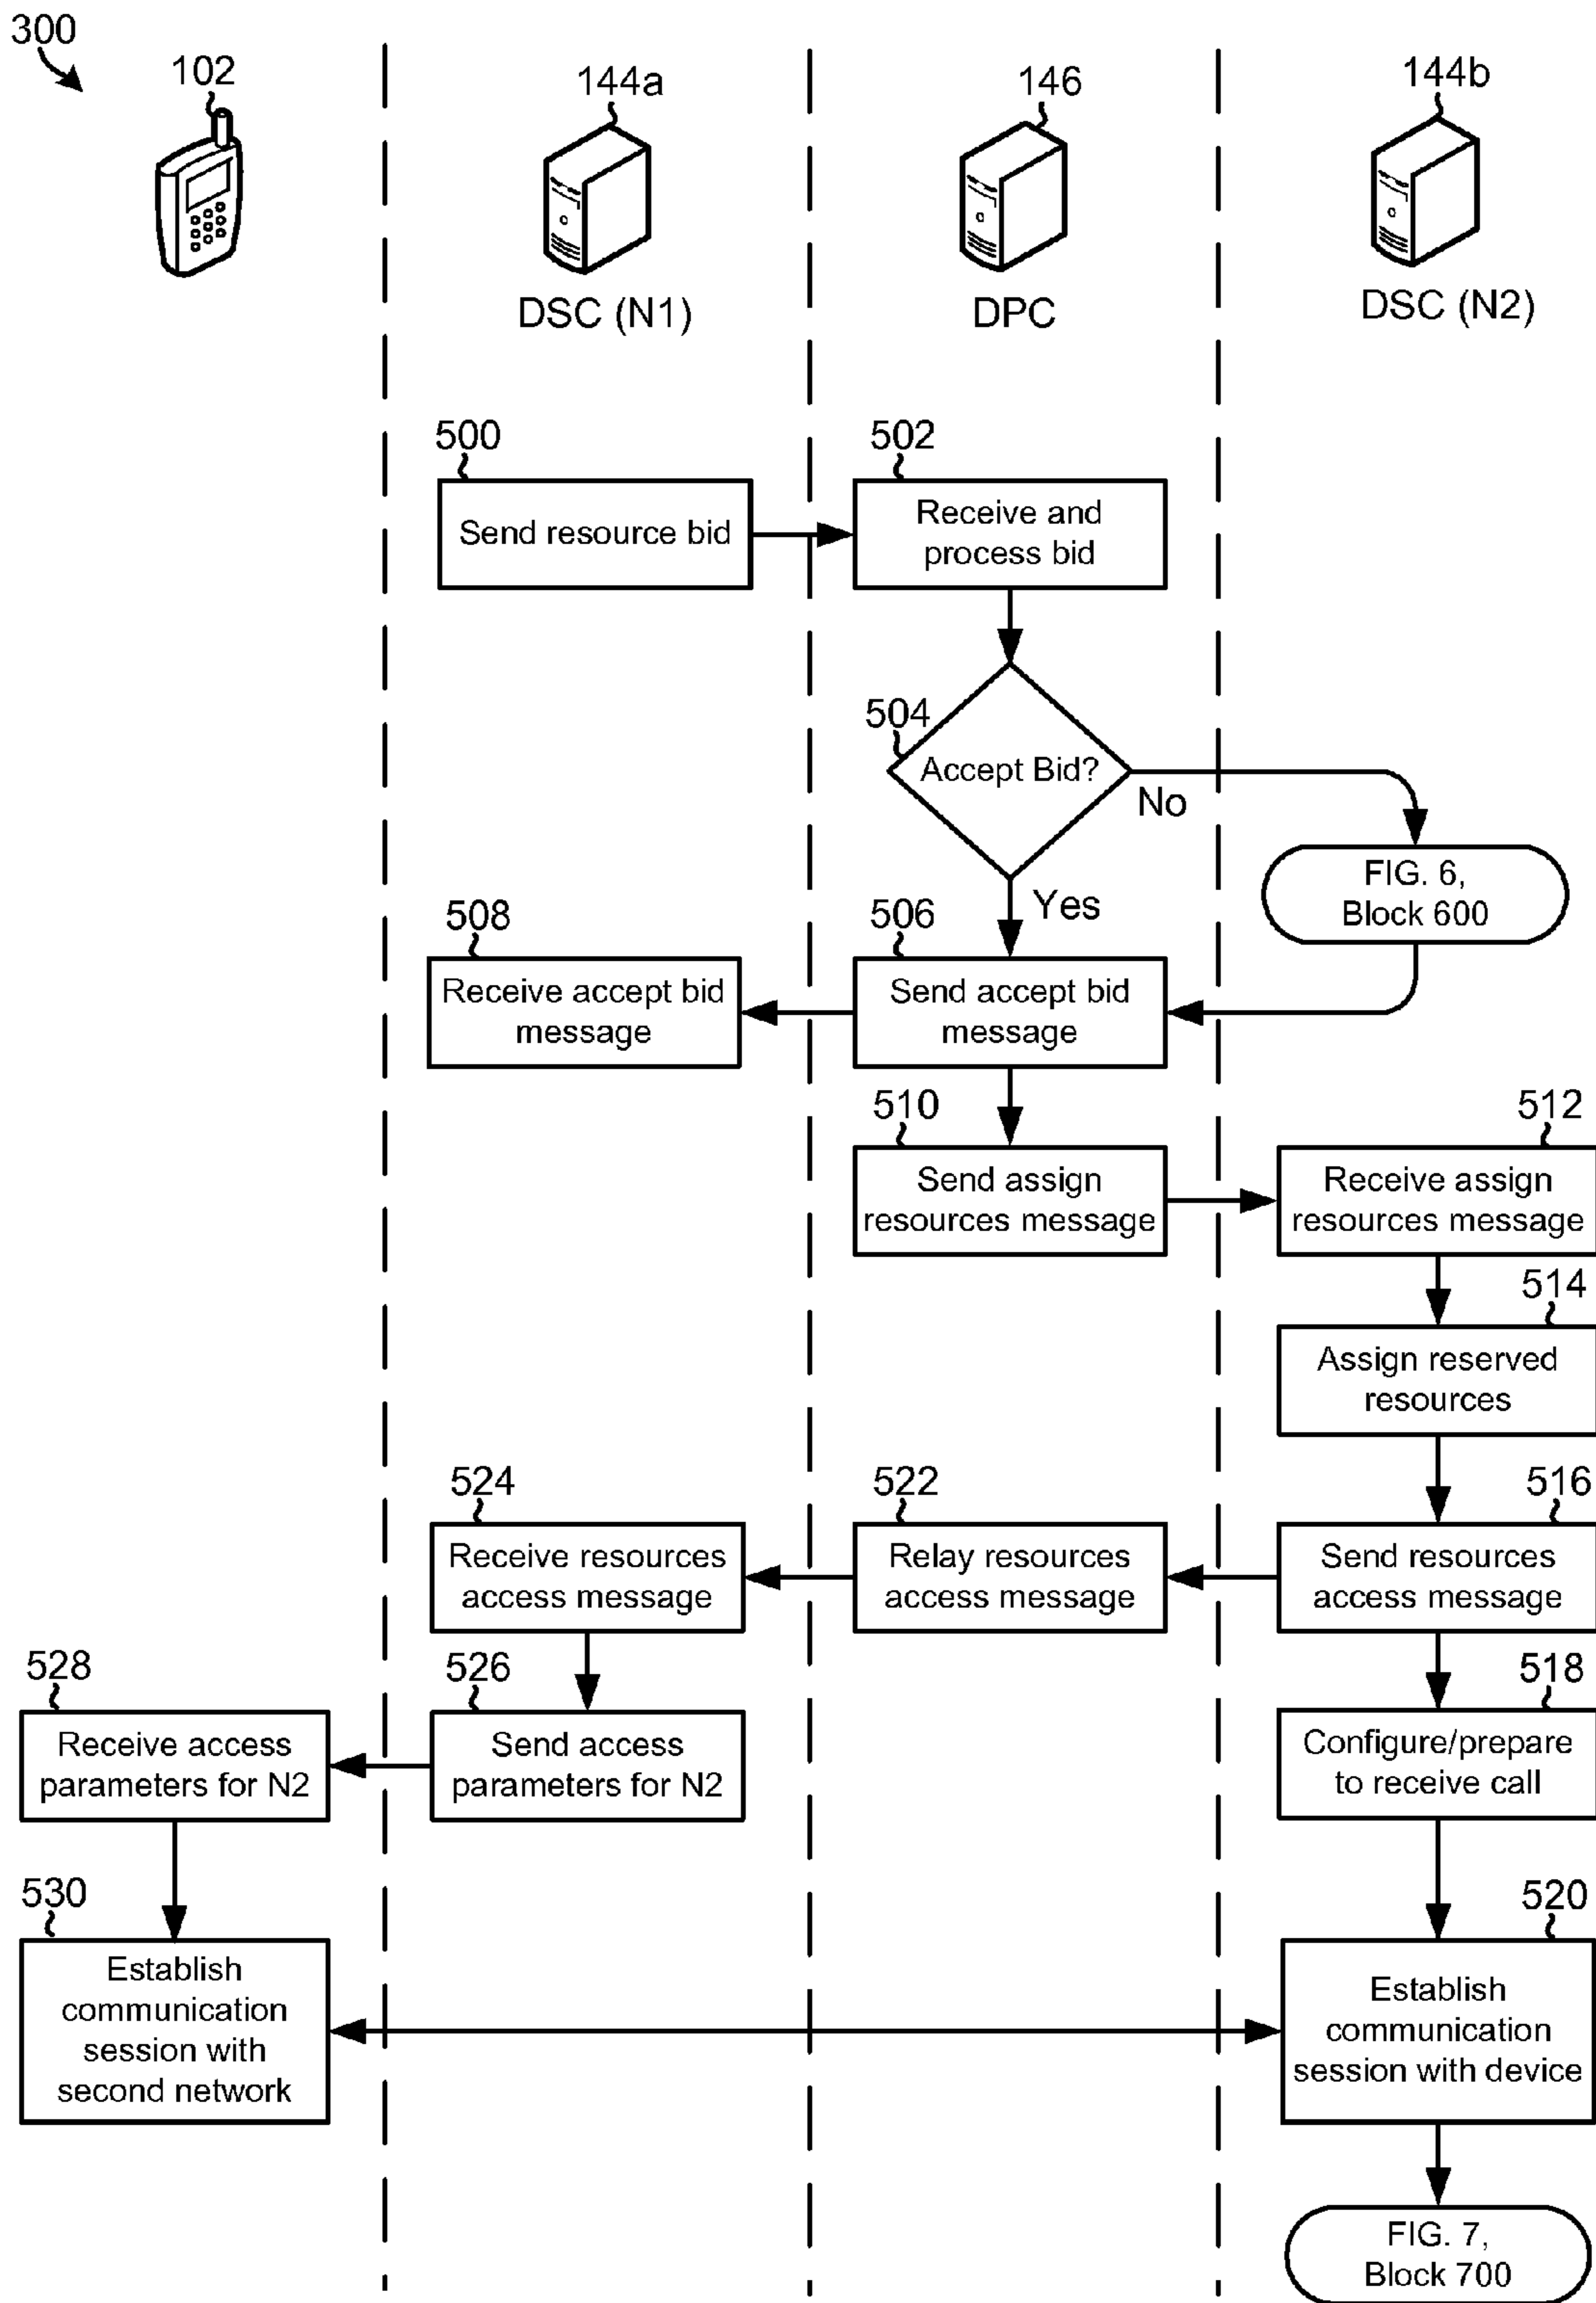 300
102
144a
146
144b
DSC (N1)
DPC
DSC (N2)
500
Send resource bid
502
Receive and
process bid
504
Accept Bid?
No
Yes
FIG. 6,
Block 600
508
Receive accept bid
message
506
Send accept bid
message
510
Send assign
resources message
512
Receive assign
resources message
514
Assign reserved
resources
524
Receive resources
access message
522
Relay resources
access message
516
Send resources
access message
528
Receive access
parameters for N2
526
Send access
parameters for N2
518
Configure/prepare
to receive call
530
Establish
communication
session with
second network
520
Establish
communication
session with device
FIG. 7,
Block 700